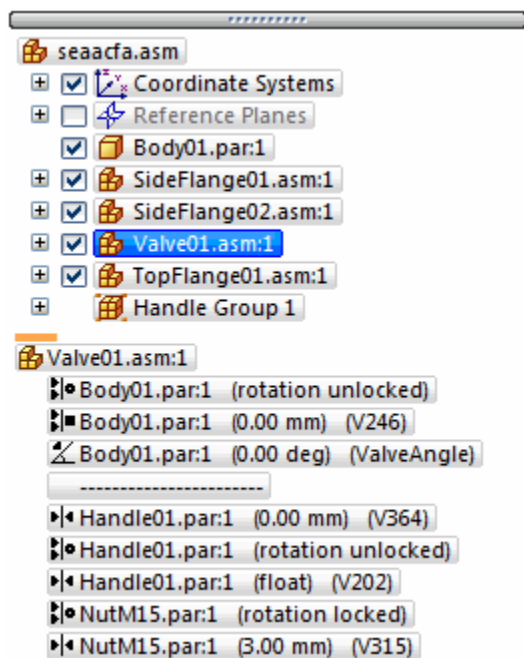 seaacfa.asm
Coordinate Systems
Reference Planes
Body01.par:1
SideFlange01.asm:1
SideFlange02.asm:1
Valve01.asm:1
TopFlange01.asm:1
Handle Group 1
Valve01.asm:1
Body01.par:1 (rotation unlocked)
Body01.par:1 (0.00 mm) (V246)
Body01.par:1 (0.00 deg) (ValveAngle)
-----------------------
Handle01.par:1 (0.00 mm) (V364)
Handle01.par:1 (rotation unlocked)
Handle01.par:1 (float) (V202)
NutM15.par:1 (rotation locked)
NutM15.par:1 (3.00 mm) (V315)